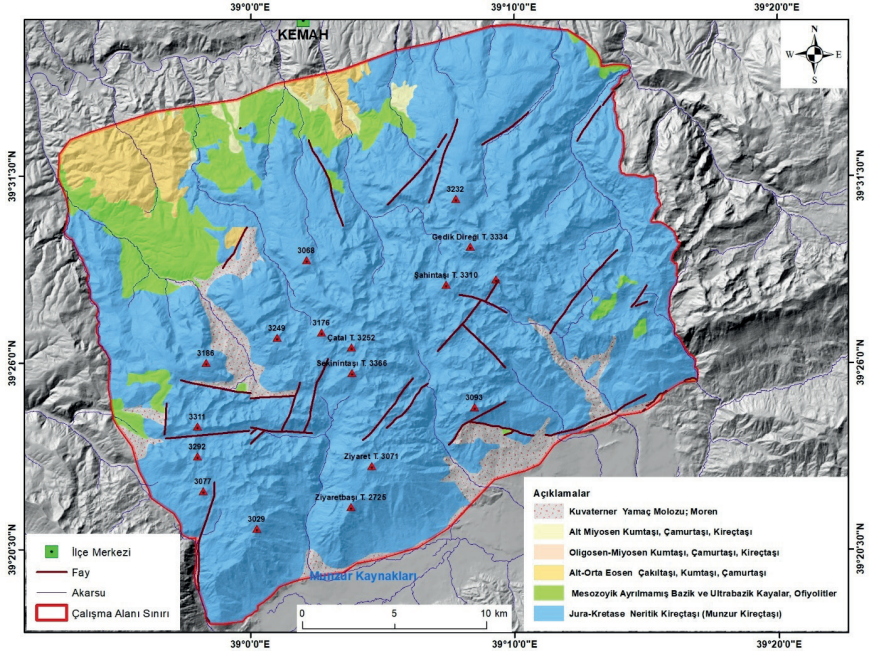 39°0'0"E
39°10'0"E
39°20'0"E
KEMAH
N
W
E
S
39°31'30"N
39°31'30"N
3232
Gedik Direği T. 3334
3068
Şahintaşı T. 3310
3176
3249
Çatal T. 3252
39°26'0"N
39°26'0"N
3186
Sekinintaşı T. 3366
3093
3311
3292
Ziyaret T. 3071
3077
Ziyaretbaşı T. 2725
3029
39°20'30"N
39°20'30"N
Munzur Kaynakları
İlçe Merkezi
Fay
Akarsu
Çalışma Alanı Sınırı
0
5
10 km
Açıklamalar
Kuvaterner Yamaç Molozu; Moren
Alt Miyosen Kumtaşı, Çamurtaşı, Kireçtaşı
Oligosen-Miyosen Kumtaşı, Çamurtaşı, Kireçtaşı
Alt-Orta Eosen Çakıltaşı, Kumtaşı, Çamurtaşı
Mesozoyik Ayrılmamış Bazik ve Ultrabazik Kayalar, Ofiyolitler
Jura-Kretase Neritik Kireçtaşı (Munzur Kireçtaşı)
39°0'0"E
39°10'0"E
39°20'0"E